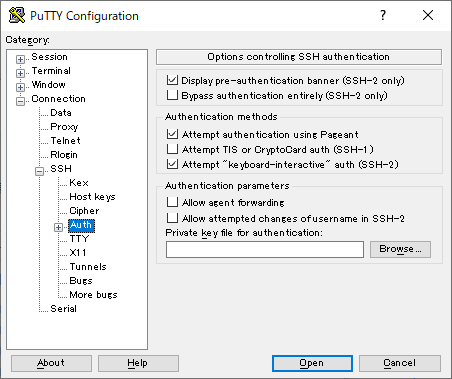 PuTTY Configuration
Category:
Session
Terminal
Window
Connection
Data
Proxy
Telnet
Rlogin
SSH
Kex
Host keys
Cipher
Auth
TTY
X11
Tunnels
Bugs
More bugs
Serial
Options controlling SSH authentication
Display pre-authentication banner (SSH-2 only)
Bypass authentication entirely (SSH-2 only)
Authentication methods
Attempt authentication using Pageant
Attempt TIS or CryptoCard auth (SSH-1)
Attempt "keyboard-interactive" auth (SSH-2)
Authentication parameters
Allow agent forwarding
Allow attempted changes of username in SSH-2
Private key file for authentication:
Browse...
About
Help
Open
Cancel